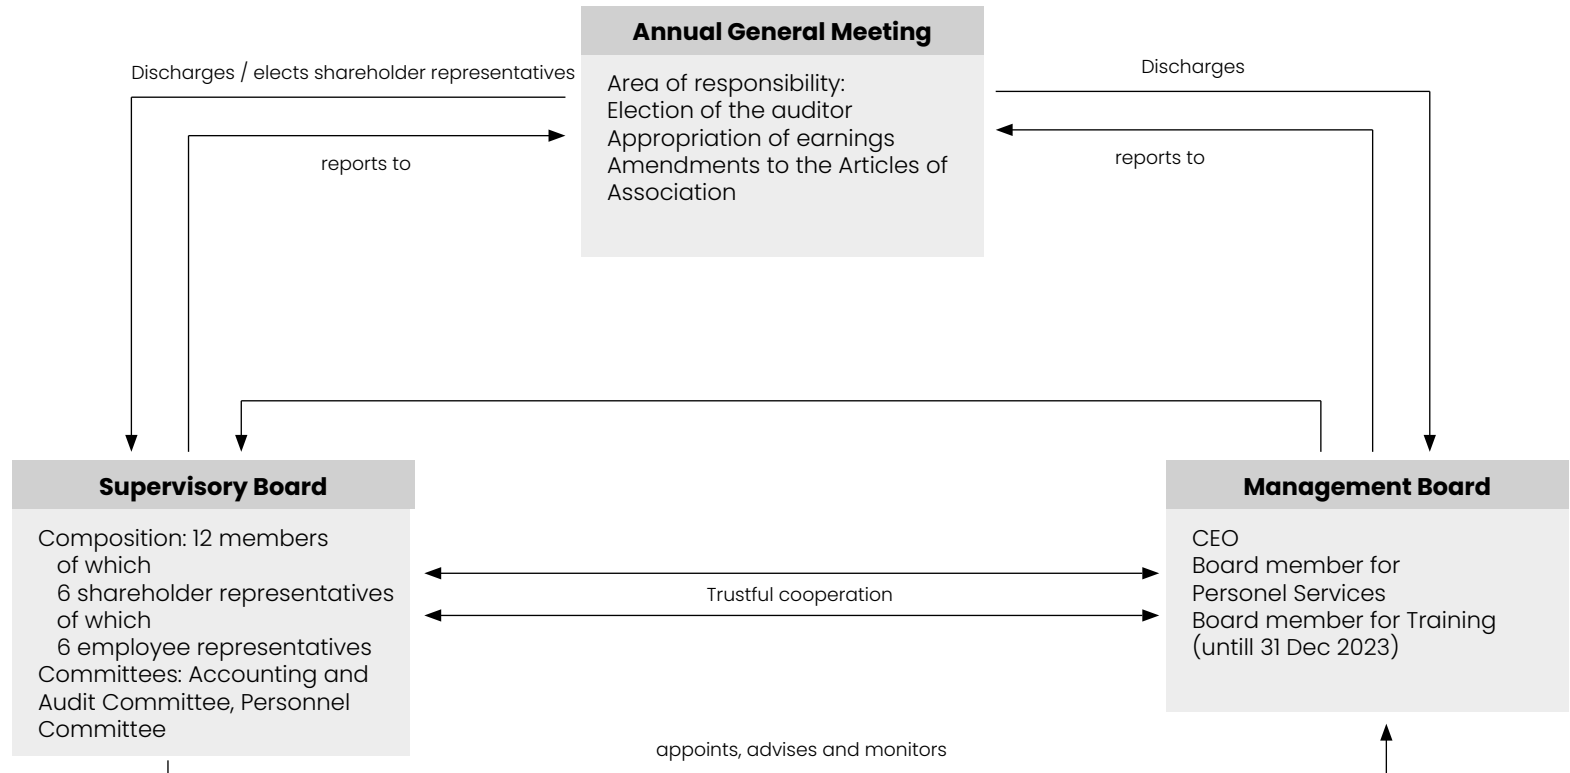 Annual General Meeting
Discharges / elects shareholder representatives
Discharges
Area of responsibility:
Election of the auditor
Appropriation of earnings
Amendments to the Articles of
Association
reports to
reports to
Supervisory Board
Composition: 12 members
of which
6 shareholder representatives
of which
6 employee representatives
Committees: Accounting and
Audit Committee, Personnel
Committee
Trustful cooperation
Management Board
CEO
Board member for
Personel Services
Board member for Training
(untill 31 Dec 2023)
appoints, advises and monitors